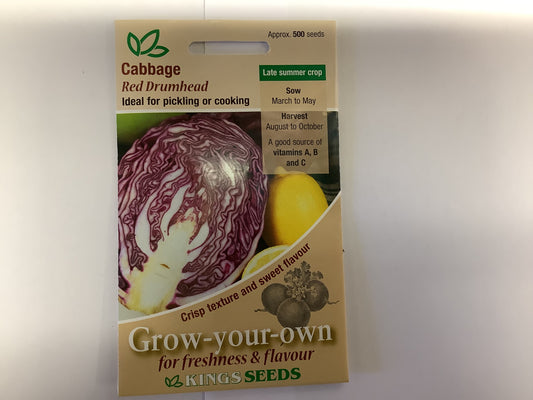 Approx. 500 seeds
Cabbage
Red Drumhead
Ideal for pickling or cooking
Late summer crop
Sow
March to May
Harvest
August to October
A good source of
vitamins A, B
and C
Crisp texture and sweet flavour
Grow-your-own
for freshness & flavour
KINGS SEEDS